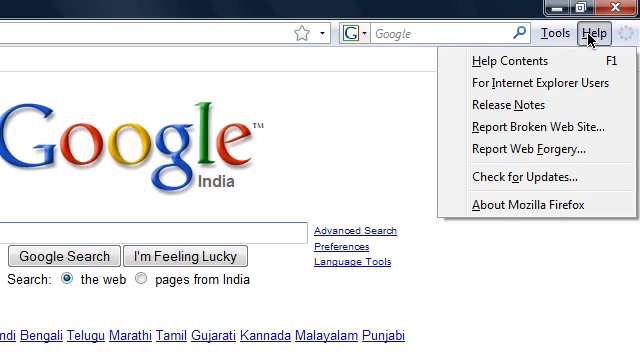 G Google Tools Help
Help Contents F1
For Internet Explorer Users
Release Notes
Report Broken Web Site...
Report Web Forgery...
Check for Updates...
About Mozilla Firefox
Google™
India
Advanced Search
Preferences
Language Tools
Google Search I'm Feeling Lucky
Search: the web pages from India
Bengali Telugu Marathi Tamil Gujarati Kannada Malayalam Punjabi